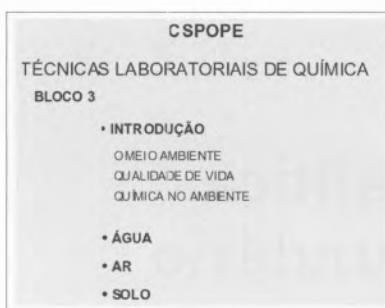 CSPOPE
TÉCNICAS LABORATORIAIS DE QUÍMICA
BLOCO 3
• INTRODUÇÃO
O MEIO AMBIENTE
QUALIDADE DE VIDA
QUÍMICA NO AMBIENTE
• ÁGUA
• AR
• SOLO